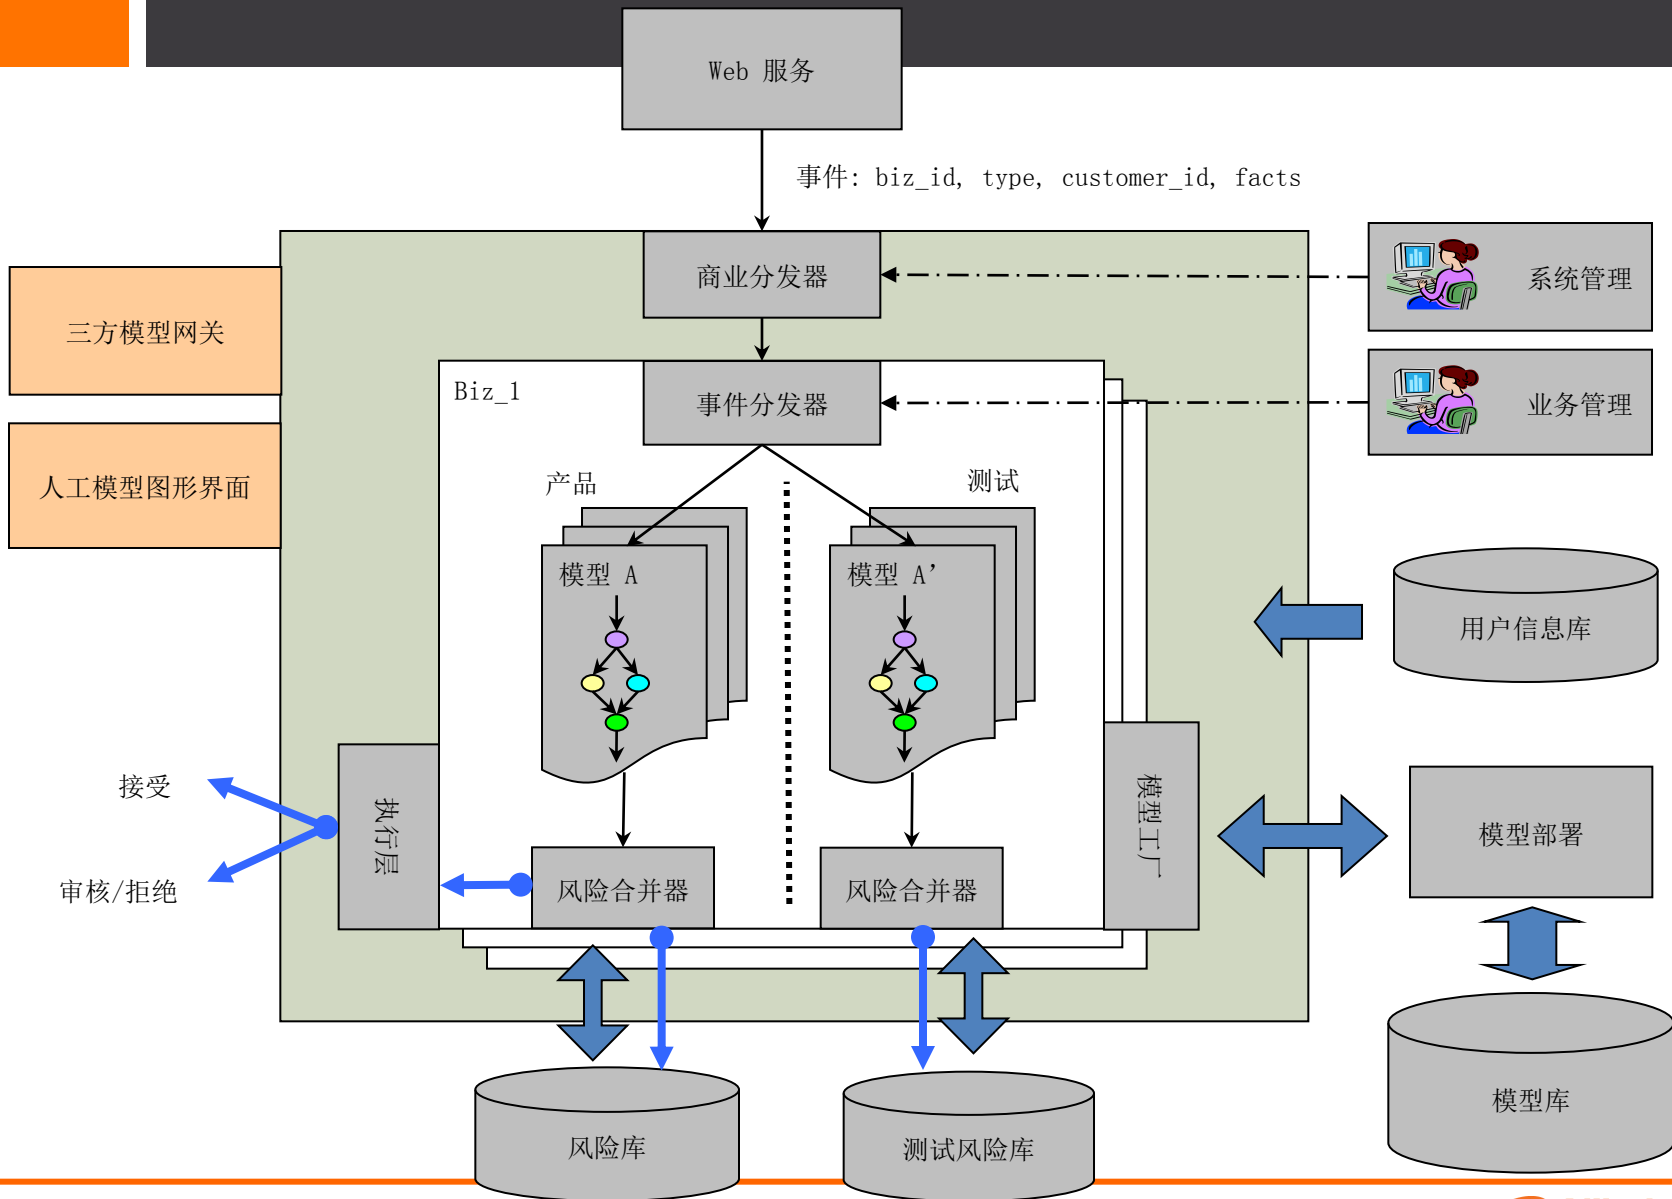 Web 服务
事件: biz_id, type, customer_id, facts
商业分发器
系统管理
三方模型网关
Biz_1
事件分发器
业务管理
人工模型图形界面
产品
测试
模型 A
模型 A’
用户信息库
接受
执行层
模型工厂
模型部署
审核/拒绝
风险合并器
风险合并器
模型库
风险库
测试风险库